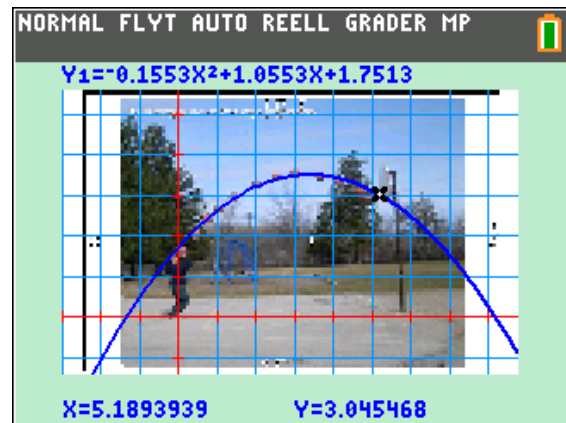 NORMAL FLYT AUTO REELL GRADER MP
Y1=⁻0.1553X²+1.0553X+1.7513
X=5.1893939 Y=3.045468